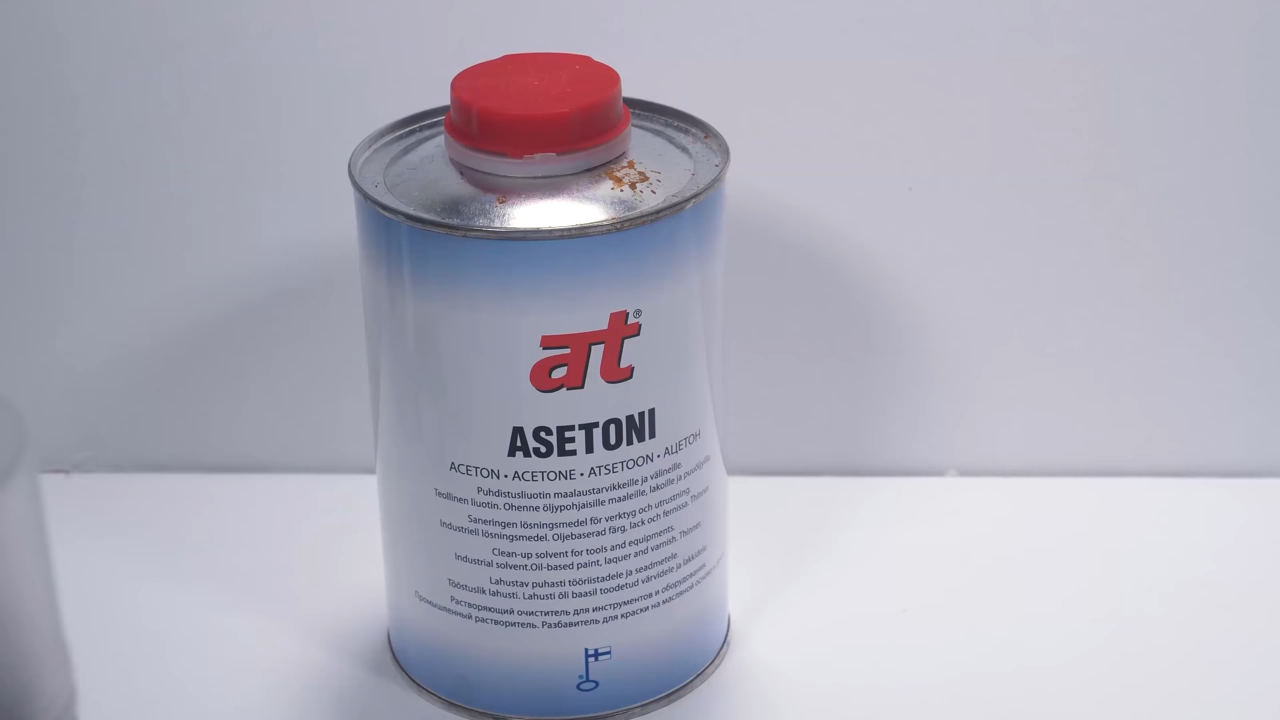 at®
ASETONI
ACETON • ACETONE • ATSETOON • АЦЕТОН
Puhdistusliuotin maalaustarvikkeille ja välineille.
Teollinen liuotin. Ohenne öljypohjaisille maaleille, lakoille ja puuöljyille.
Saneringen lösningsmedel för verktyg och utrustning.
Industriell lösningsmedel. Oljebaserad färg, lack och fernissa. Thinner
Clean-up solvent for tools and equipments.
Industrial solvent.Oil-based paint, laquer and varnish. Thinner.
Lahustav puhasti tööriistadele ja seadmetele.
Tööstuslik lahusti. Lahusti õli baasil toodetud värvidele ja lakkidele.
Растворяющий очиститель для инструментов и оборудования.
Промышленный растворитель. Разбавитель для краски на масляной основе